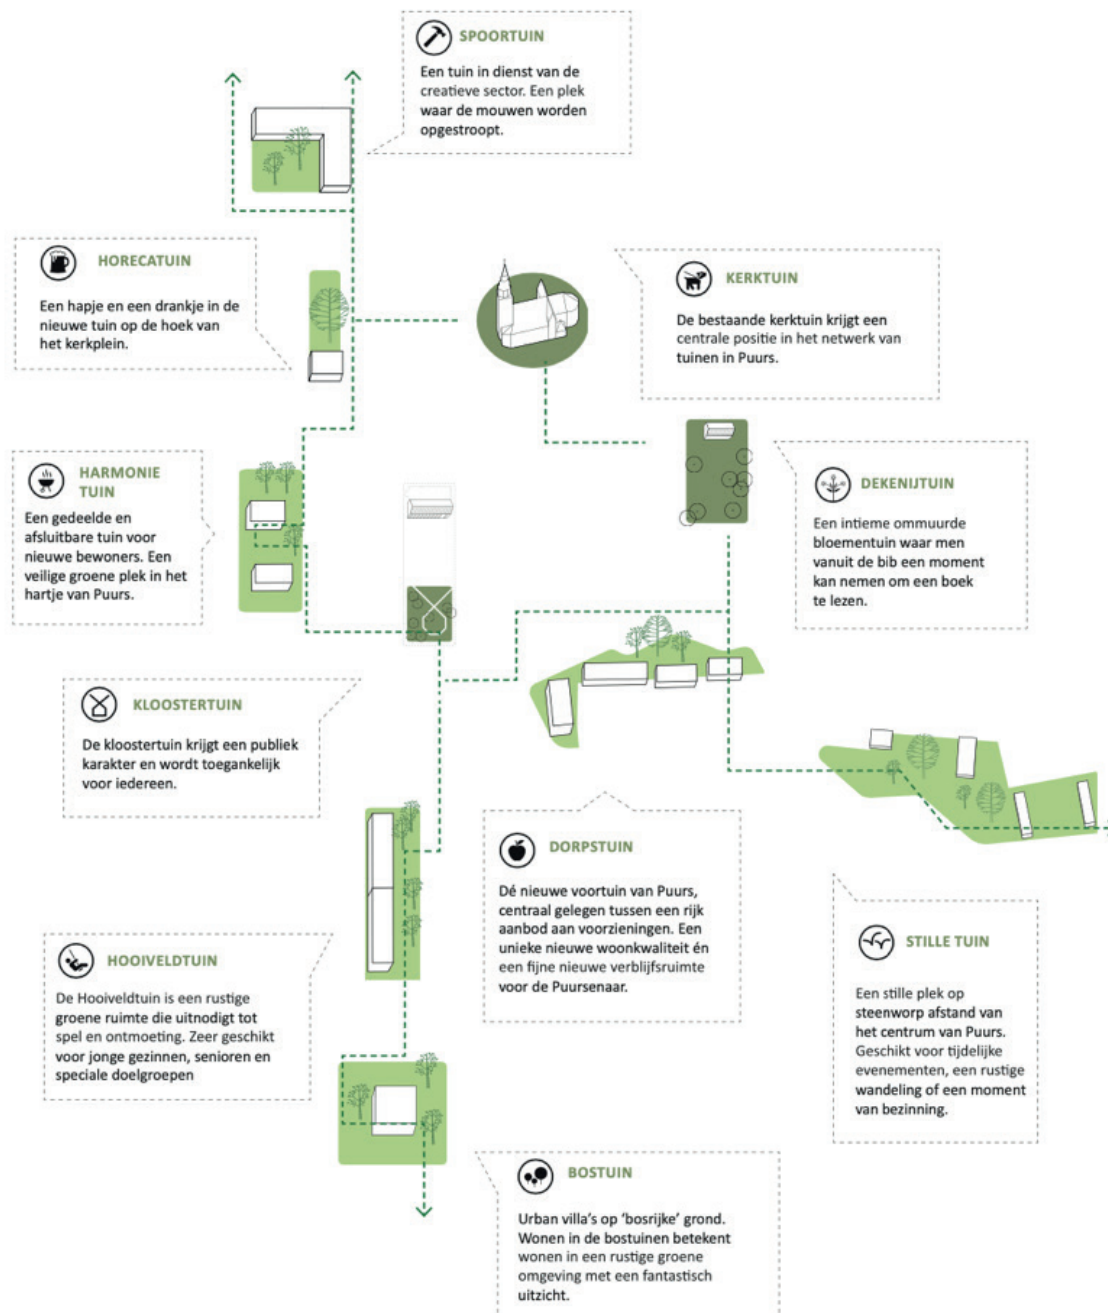 SPOORTUIN
Een tuin in dienst van de
creatieve sector. Een plek
waar de mouwen worden
opgestroopt.
HORECATUIN
Een hapje en een drankje in de
nieuwe tuin op de hoek van
het kerkplein.
KERKTUIN
De bestaande kerktuin krijgt een
centrale positie in het netwerk van
tuinen in Puurs.
HARMONIE
TUIN
Een gedeelde en
afsluitbare tuin voor
nieuwe bewoners. Een
veilige groene plek in het
hartje van Puurs.
DEKENIJTUIN
Een intieme ommuurde
bloementuin waar men
vanuit de bib een moment
kan nemen om een boek
te lezen.
KLOOSTERTUIN
De kloostertuin krijgt een publiek
karakter en wordt toegankelijk
voor iedereen.
DORPSTUIN
Dé nieuwe voortuin van Puurs,
centraal gelegen tussen een rijk
aanbod aan voorzieningen. Een
unieke nieuwe woonkwaliteit én
een fijne nieuwe verblijfsruimte
voor de Puursenaar.
HOOIVELDTUIN
De Hooiveldtuin is een rustige
groene ruimte die uitnodigt tot
spel en ontmoeting. Zeer geschikt
voor jonge gezinnen, senioren en
speciale doelgroepen
STILLE TUIN
Een stille plek op
steenworp afstand van
het centrum van Puurs.
Geschikt voor tijdelijke
evenementen, een rustige
wandeling of een moment
van bezinning.
BOSTUIN
Urban villa's op ‘bosrijke’ grond.
Wonen in de bostuinen betekent
wonen in een rustige groene
omgeving met een fantastisch
uitzicht.